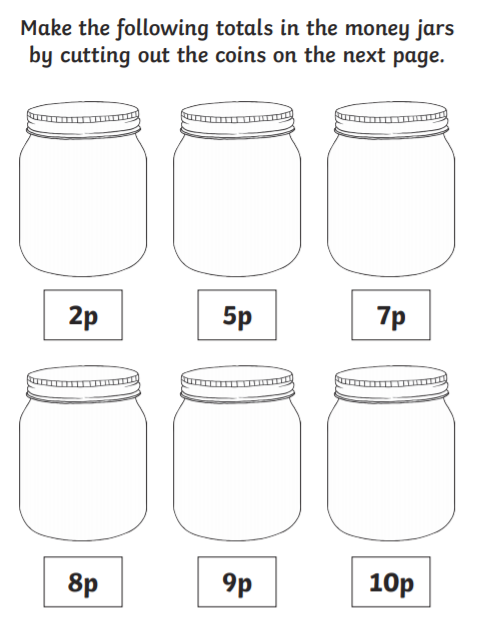 Make the following totals in the money jars
by cutting out the coins on the next page.
2p 5p 7p
8p 9p 10p